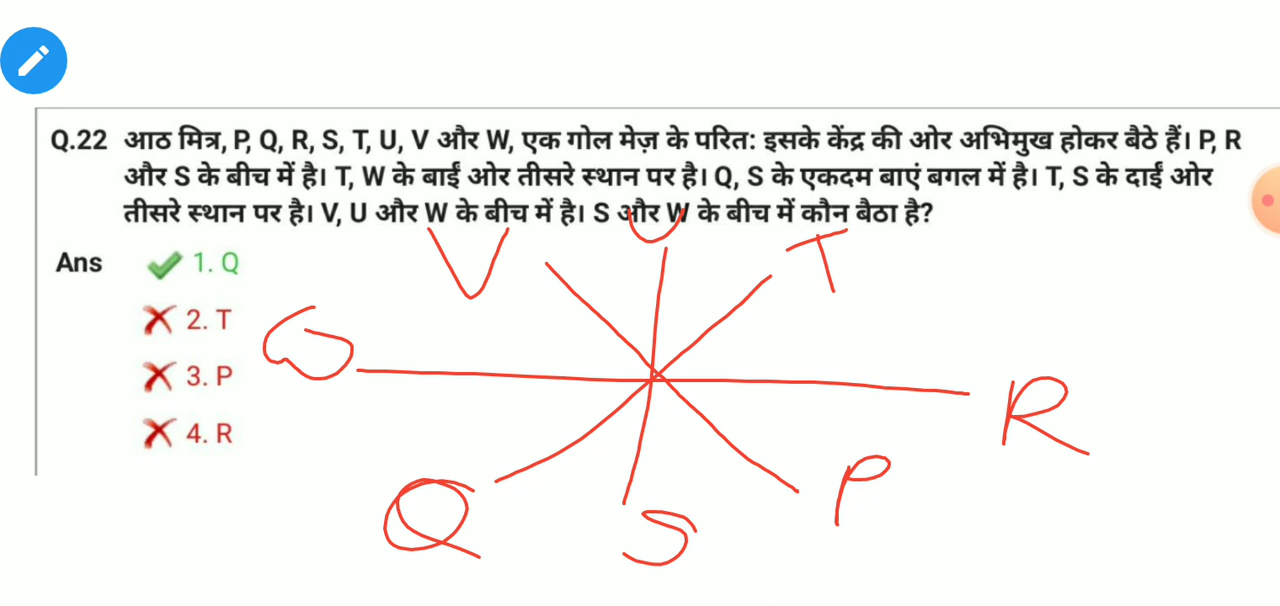 Q.22 आठ मित्र, P, Q, R, S, T, U, V और W, एक गोल मेज़ के परित: इसके केंद्र की ओर अभिमुख होकर बैठे हैं। P, R
और S के बीच में है। T, W के बाईं ओर तीसरे स्थान पर है। Q, S के एकदम बाएं बगल में है। T, S के दाईं ओर
तीसरे स्थान पर है। V, U और W के बीच में है। S और W के बीच में कौन बैठा है?
Ans 1. Q
2. T
3. P
4. R
V U T
R
Q S P